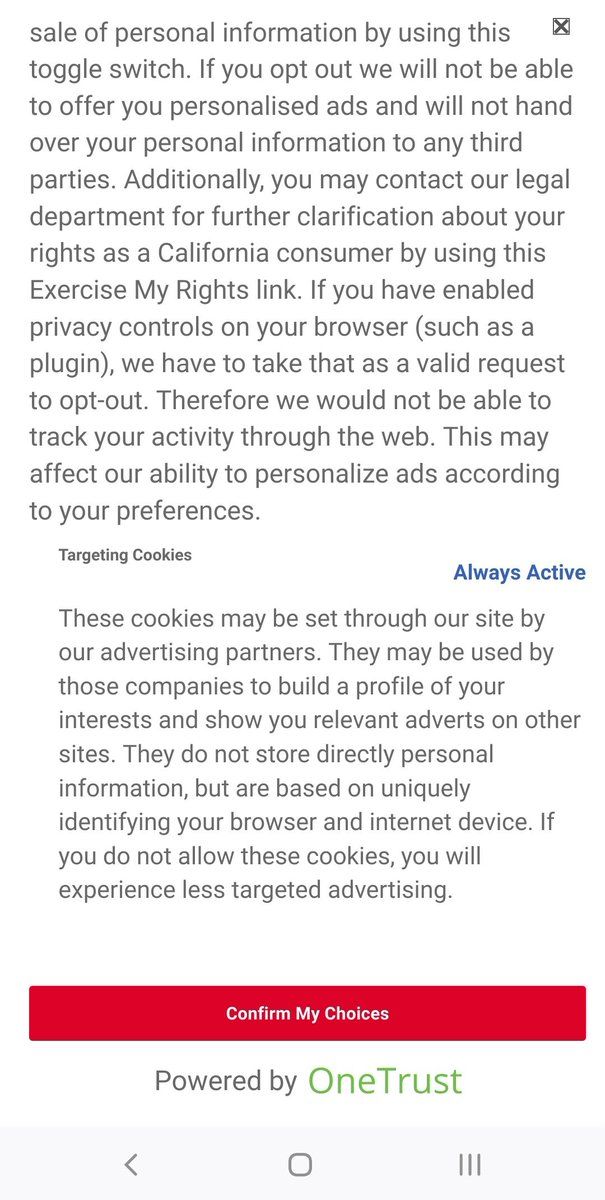 sale of personal information by using this
toggle switch. If you opt out we will not be able
to offer you personalised ads and will not hand
over your personal information to any third
parties. Additionally, you may contact our legal
department for further clarification about your
rights as a California consumer by using this
Exercise My Rights link. If you have enabled
privacy controls on your browser (such as a
plugin), we have to take that as a valid request
to opt-out. Therefore we would not be able to
track your activity through the web. This may
affect our ability to personalize ads according
to your preferences.
Targeting Cookies
Always Active
These cookies may be set through our site by
our advertising partners. They may be used by
those companies to build a profile of your
interests and show you relevant adverts on other
sites. They do not store directly personal
information, but are based on uniquely
identifying your browser and internet device. If
you do not allow these cookies, you will
experience less targeted advertising.
Confirm My Choices
Powered by OneTrust